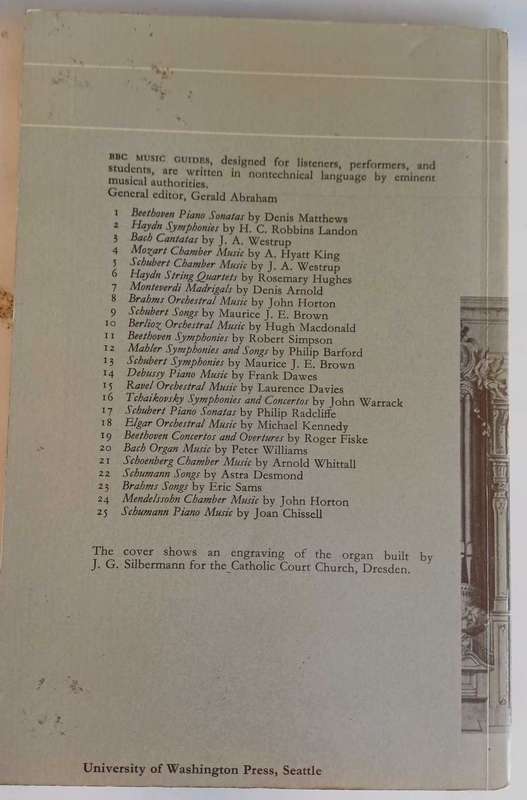 BBC MUSIC GUIDES, designed for listeners, performers, and
students, are written in nontechnical language by eminent
musical authorities.
General editor, Gerald Abraham
1 Beethoven Piano Sonatas by Denis Matthews
2 Haydn Symphonies by H. C. Robbins Landon
3 Bach Cantatas by J. A. Westrup
4 Mozart Chamber Music by A. Hyatt King
5 Schubert Chamber Music by J. A. Westrup
6 Haydn String Quartets by Rosemary Hughes
7 Monteverdi Madrigals by Denis Arnold
8 Brahms Orchestral Music by John Horton
9 Schubert Songs by Maurice J. E. Brown
10 Berlioz Orchestral Music by Hugh Macdonald
11 Beethoven Symphonies by Robert Simpson
12 Mahler Symphonies and Songs by Philip Barford
13 Schubert Symphonies by Maurice J. E. Brown
14 Debussy Piano Music by Frank Dawes
15 Ravel Orchestral Music by Laurence Davies
16 Tchaikovsky Symphonies and Concertos by John Warrack
17 Schubert Piano Sonatas by Philip Radcliffe
18 Elgar Orchestral Music by Michael Kennedy
19 Beethoven Concertos and Overtures by Roger Fiske
20 Bach Organ Music by Peter Williams
21 Schoenberg Chamber Music by Arnold Whittall
22 Schumann Songs by Astra Desmond
23 Brahms Songs by Eric Sams
24 Mendelssohn Chamber Music by John Horton
25 Schumann Piano Music by Joan Chissell
The cover shows an engraving of the organ built by
J. G. Silbermann for the Catholic Court Church, Dresden.
University of Washington Press, Seattle